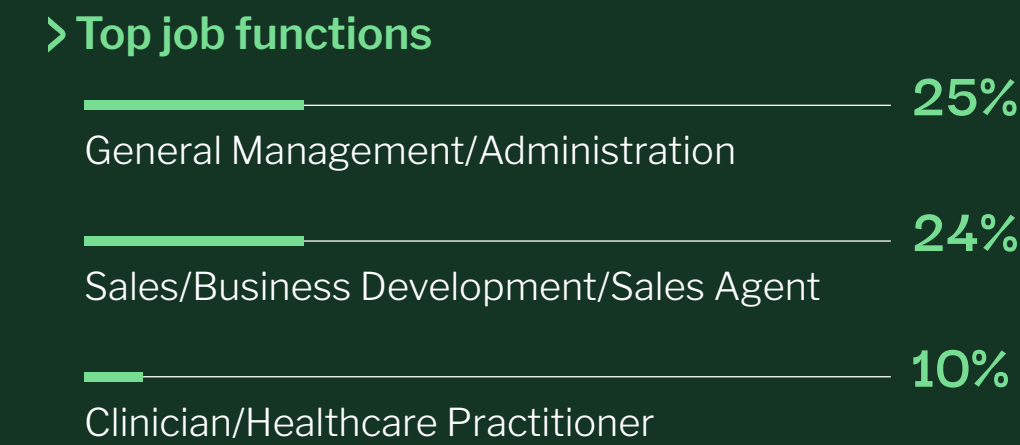 Top job functions
25%
General Management/Administration
24%
Sales/Business Development/Sales Agent
10%
Clinician/Healthcare Practitioner